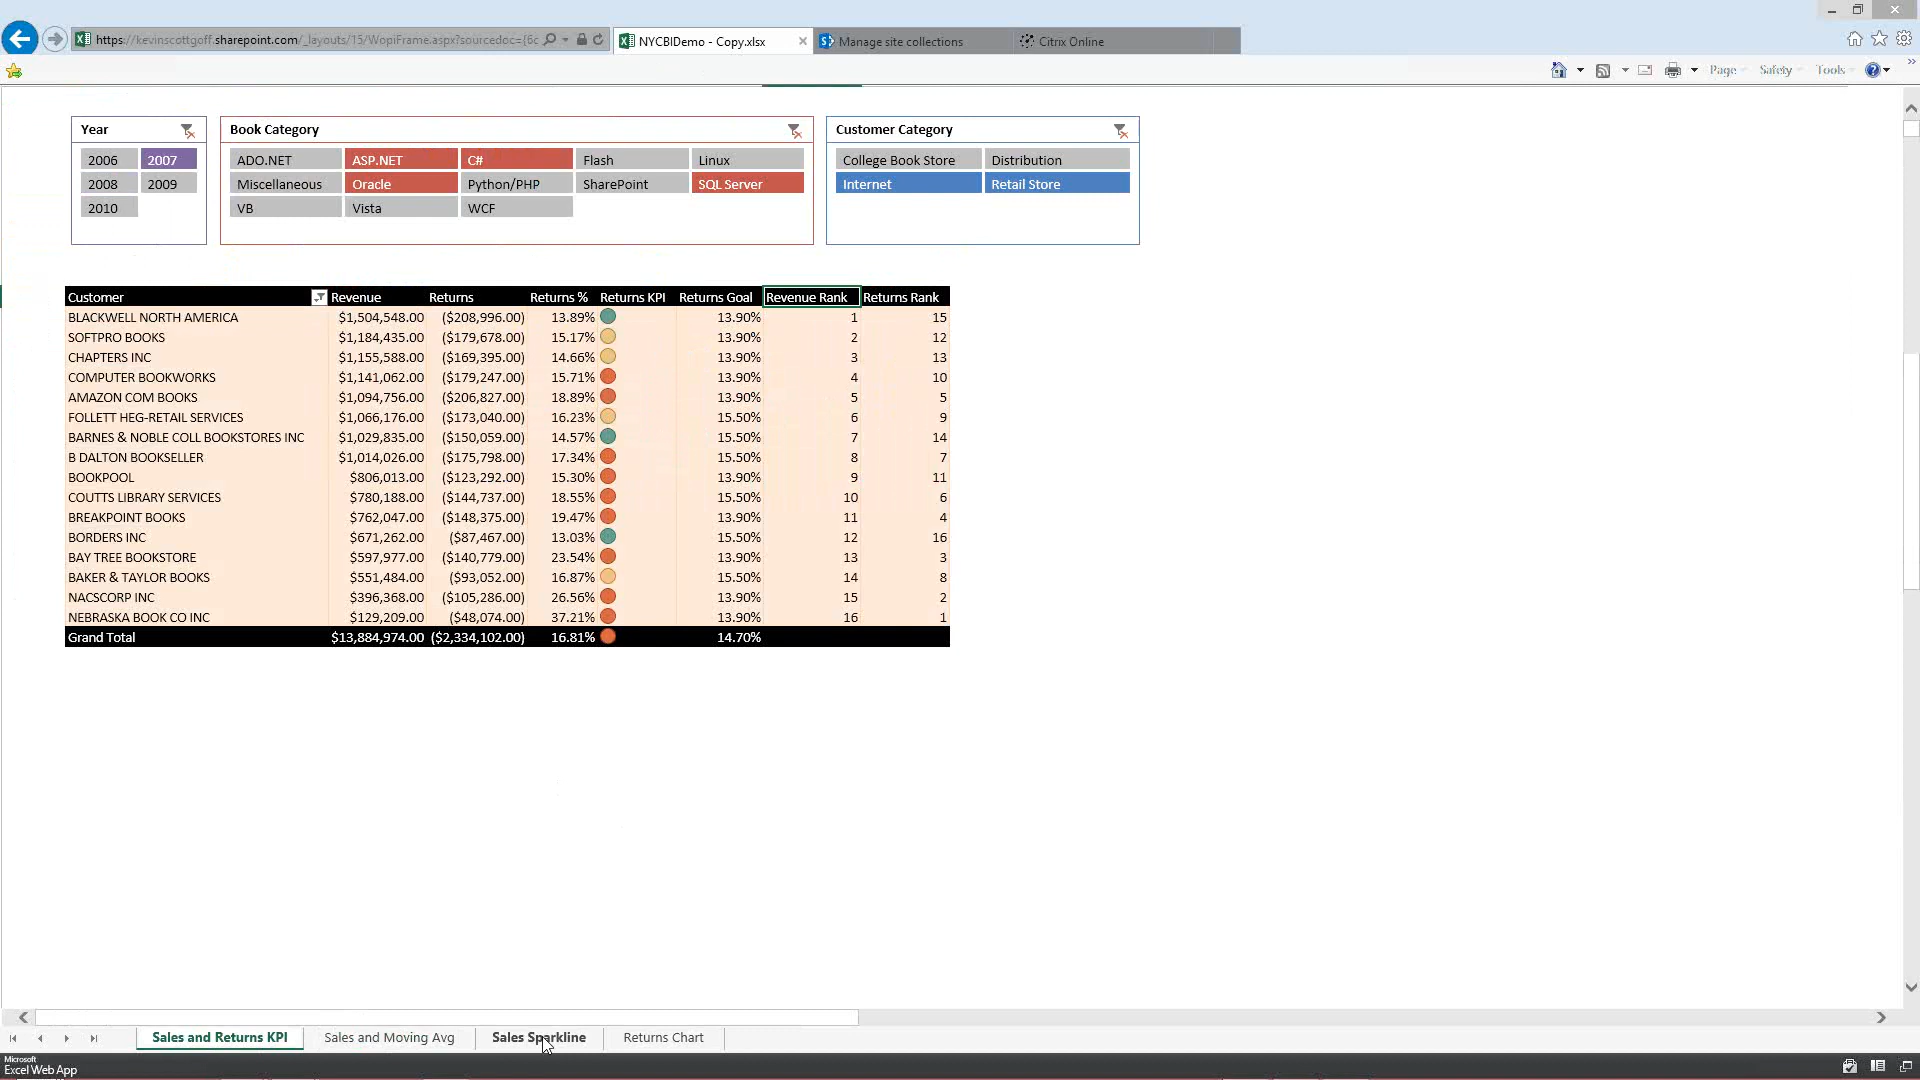 https://kevinscottgoff.sharepoint.com/_layouts/15/WopiFrame.aspx?sourcedoc={6c
NYCBIDemo - Copy.xlsx
Manage site collections
Citrix Online
Page Safety Tools
Year
2006 2007
2008 2009
2010
Book Category
ADO.NET ASP.NET C# Flash Linux
Miscellaneous Oracle Python/PHP SharePoint SQL Server
VB Vista WCF
Customer Category
College Book Store Distribution
Internet Retail Store
Customer Revenue Returns Returns % Returns KPI Returns Goal Revenue Rank Returns Rank
BLACKWELL NORTH AMERICA $1,504,548.00 ($208,996.00) 13.89% 13.90% 1 15
SOFTPRO BOOKS $1,184,435.00 ($179,678.00) 15.17% 13.90% 2 12
CHAPTERS INC $1,155,588.00 ($169,395.00) 14.66% 13.90% 3 13
COMPUTER BOOKWORKS $1,141,062.00 ($179,247.00) 15.71% 13.90% 4 10
AMAZON COM BOOKS $1,094,756.00 ($206,827.00) 18.89% 13.90% 5 5
FOLLETT HEG-RETAIL SERVICES $1,066,176.00 ($173,040.00) 16.23% 15.50% 6 9
BARNES & NOBLE COLL BOOKSTORES INC $1,029,835.00 ($150,059.00) 14.57% 15.50% 7 14
B DALTON BOOKSELLER $1,014,026.00 ($175,798.00) 17.34% 15.50% 8 7
BOOKPOOL $806,013.00 ($123,292.00) 15.30% 13.90% 9 11
COUTTS LIBRARY SERVICES $780,188.00 ($144,737.00) 18.55% 15.50% 10 6
BREAKPOINT BOOKS $762,047.00 ($148,375.00) 19.47% 13.90% 11 4
BORDERS INC $671,262.00 ($87,467.00) 13.03% 15.50% 12 16
BAY TREE BOOKSTORE $597,977.00 ($140,779.00) 23.54% 13.90% 13 3
BAKER & TAYLOR BOOKS $551,484.00 ($93,052.00) 16.87% 15.50% 14 8
NACSCORP INC $396,368.00 ($105,286.00) 26.56% 13.90% 15 2
NEBRASKA BOOK CO INC $129,209.00 ($48,074.00) 37.21% 13.90% 16 1
Grand Total $13,884,974.00 ($2,334,102.00) 16.81% 14.70%
Sales and Returns KPI Sales and Moving Avg Sales Sparkline Returns Chart
Microsoft
Excel Web App